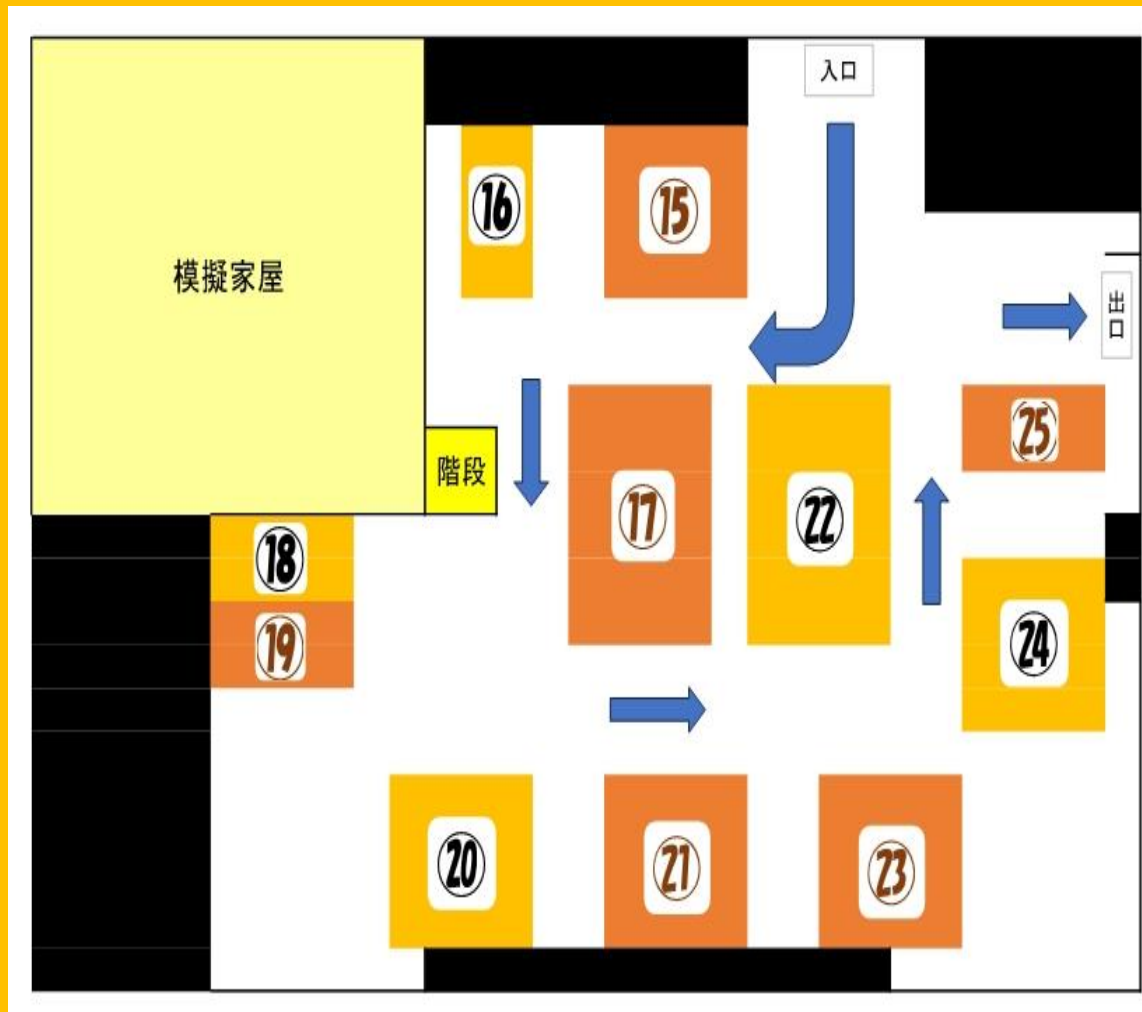 入口
⑯
⑮
模擬家屋
出口
㉕
階段
⑰
㉒
⑱
⑲
㉔
⑳
㉑
㉓